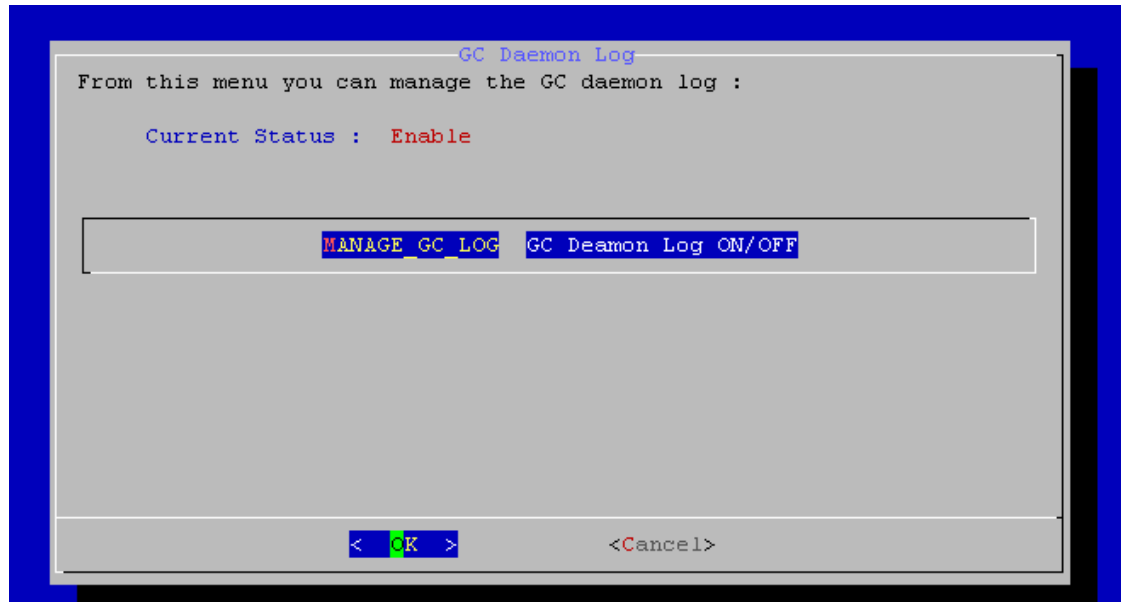 GC Daemon Log
From this menu you can manage the GC daemon log :
Current Status : Enable
MANAGE_GC_LOG GC Deamon Log ON/OFF
< OK > <Cancel>